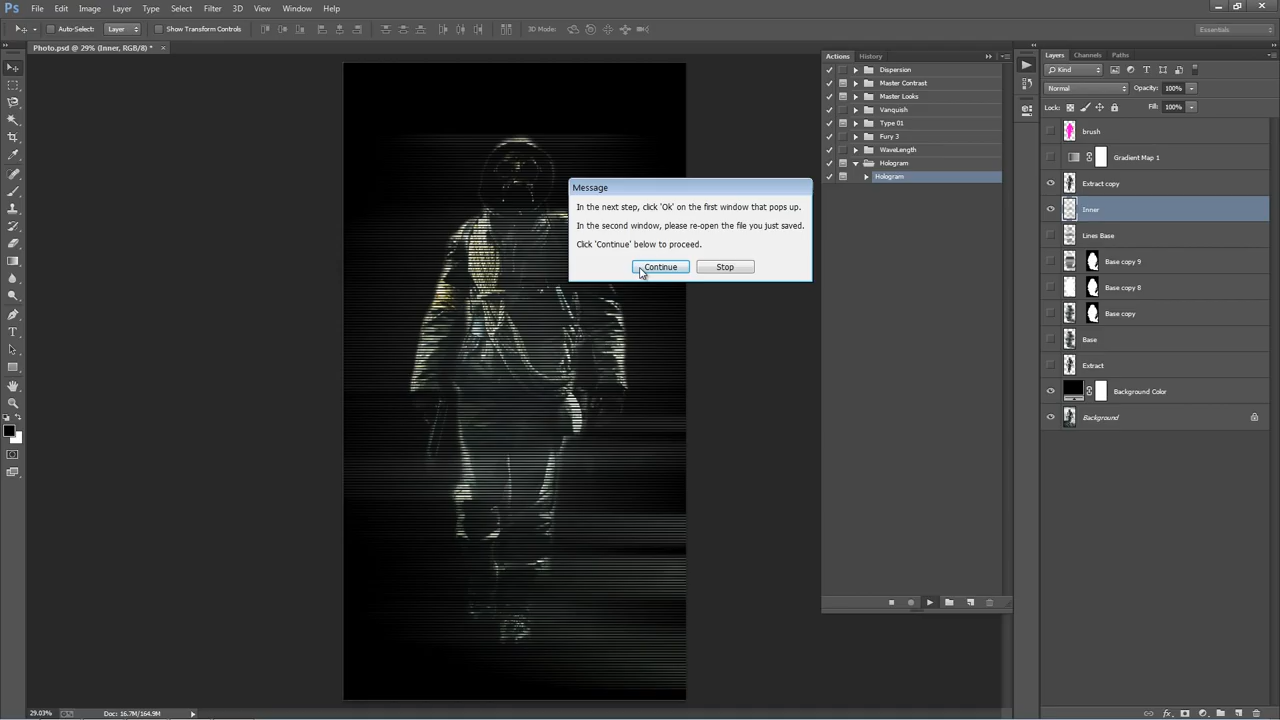 Ps File Edit Image Layer Type Select Filter 3D View Window Help
Auto-Select: Layer Show Transform Controls 3D Mode: Essentials
Photo.psd @ 29% (Inner, RGB/8) * ×
Actions History
Dispersion
Master Contrast
Master Looks
Vanquish
Type 01
Fury 3
WaveLength
Hologram
Hologram
Message
In the next step, click 'Ok' on the first window that pops up.
In the second window, please re-open the file you just saved.
Click 'Continue' below to proceed.
Continue Stop
Layers Channels Paths
Kind
Normal Opacity: 100%
Lock: Fill: 100%
brush
Gradient Map 1
Extract copy
Inner
Lines Base
Base copy 9
Base copy 8
Base copy
Base
Extract
Background Color
Background
29.03% Doc: 16.7M/164.9M